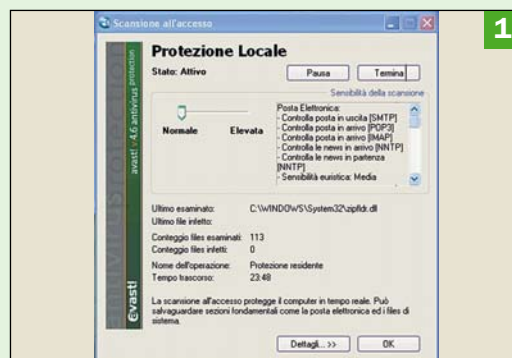 Scansione all'accesso
1
Protezione Locale
Stato: Attivo
Pausa
Termina
Sensibilità della scansione
Normale
Elevata
Posta Elettronica:
- Controlla posta in uscita [SMTP]
- Controlla posta in arrivo [POP3]
- Controlla posta in arrivo [IMAP]
- Controlla le news in arrivo [NNTP]
- Controlla le news in partenza
[NNTP]
- Sensibilità euristica: Media
Ultimo esaminato: C:\WINDOWS\System32\zipfldr.dll
Ultimo file infetto:
Conteggio files esaminati: 113
Conteggio files infetti: 0
Nome dell'operazione: Protezione residente
Tempo trascorso: 23:48
La scansione all'accesso protegge il computer in tempo reale. Può
salvaguardare sezioni fondamentali come la posta elettronica ed i files di
sistema.
Dettagli... >>
OK
antivirusprotection
avast! v4.6 antivirus protection
avast!